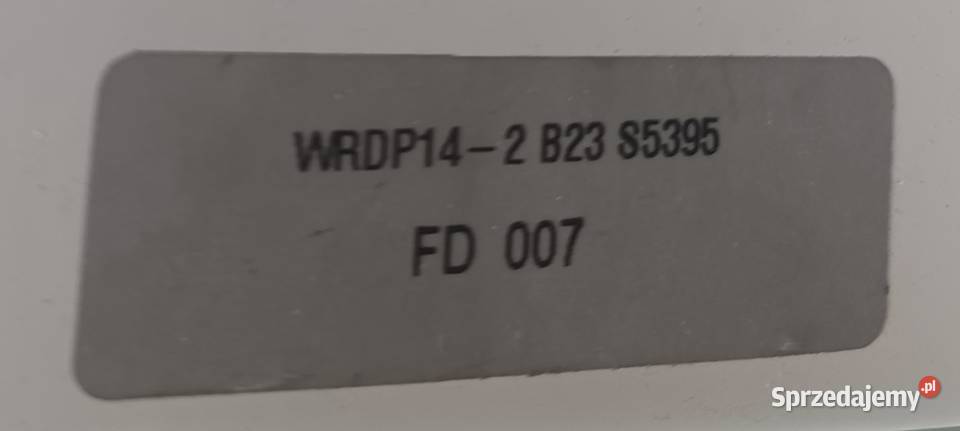 WRDP14-2 B23 S5395
FD 007
Sprzedajemy.pl